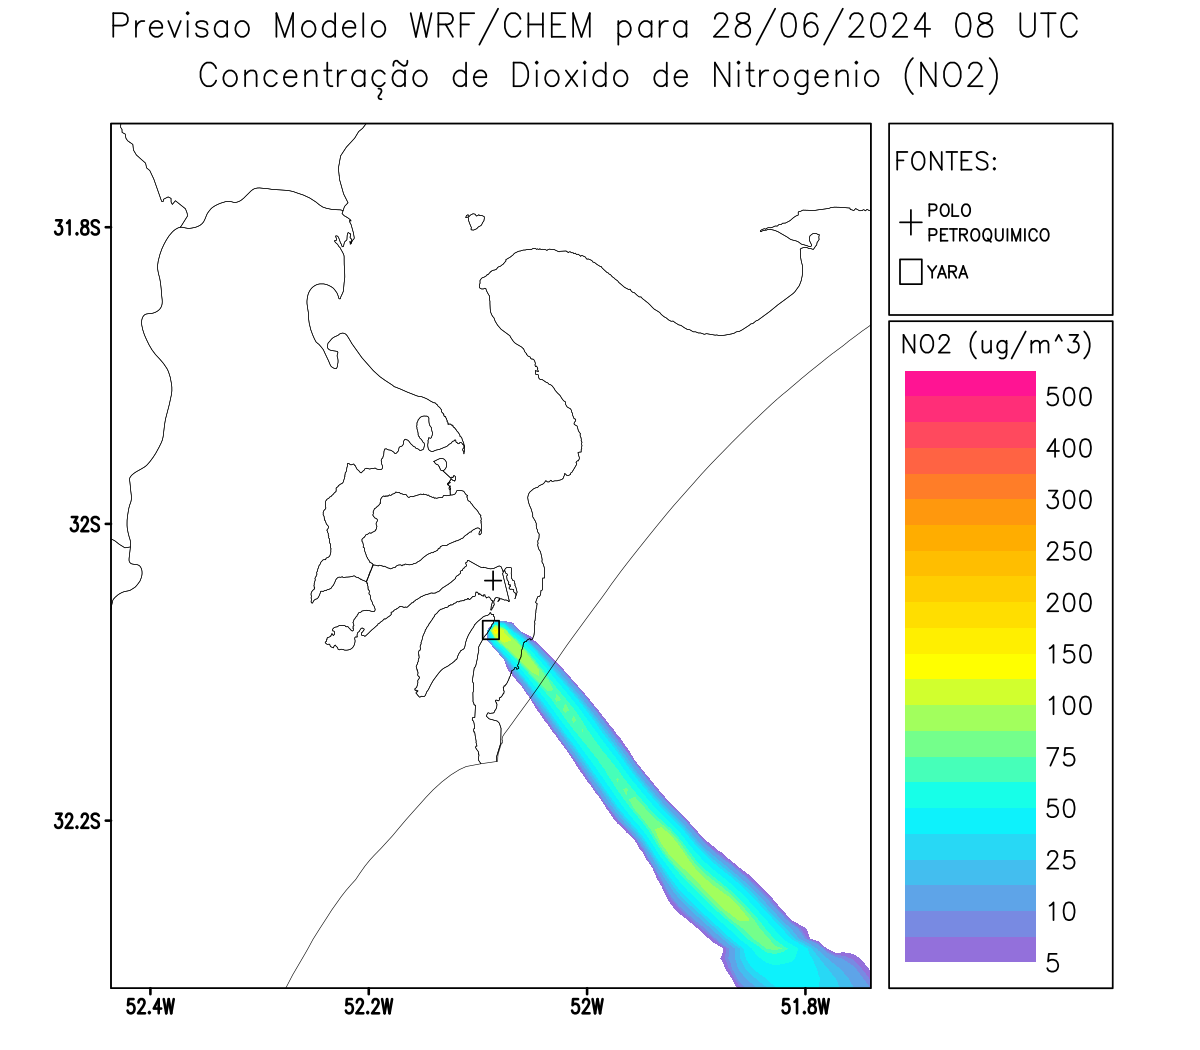 Previsao Modelo WRF/CHEM para 28/06/2024 08 UTC
Concentração de Dioxido de Nitrogenio (NO2)
FONTES:
POLO
PETROQUIMICO
YARA
NO2 (ug/m^3)
500
400
300
250
200
150
100
75
50
25
10
5
31.8S
32S
32.2S
52.4W
52.2W
52W
51.8W